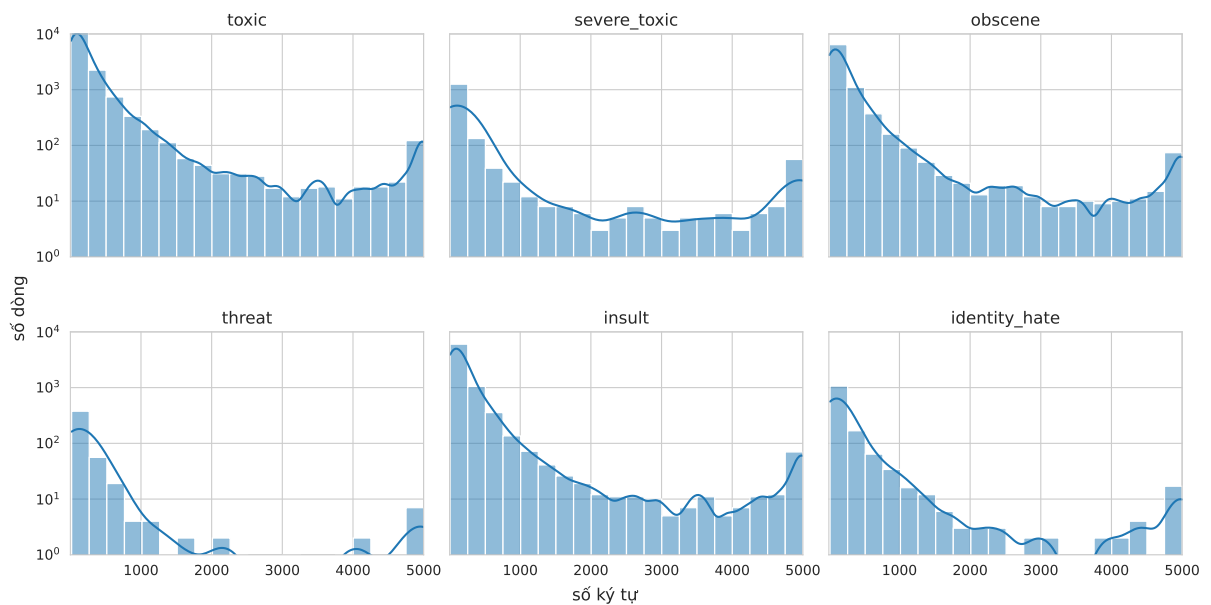 toxic severe_toxic obscene
10⁴
10³
10²
10¹
10⁰
số dòng
threat insult identity_hate
10⁴
10³
10²
10¹
10⁰
1000 2000 3000 4000 5000 1000 2000 3000 4000 5000 1000 2000 3000 4000 5000
số ký tự